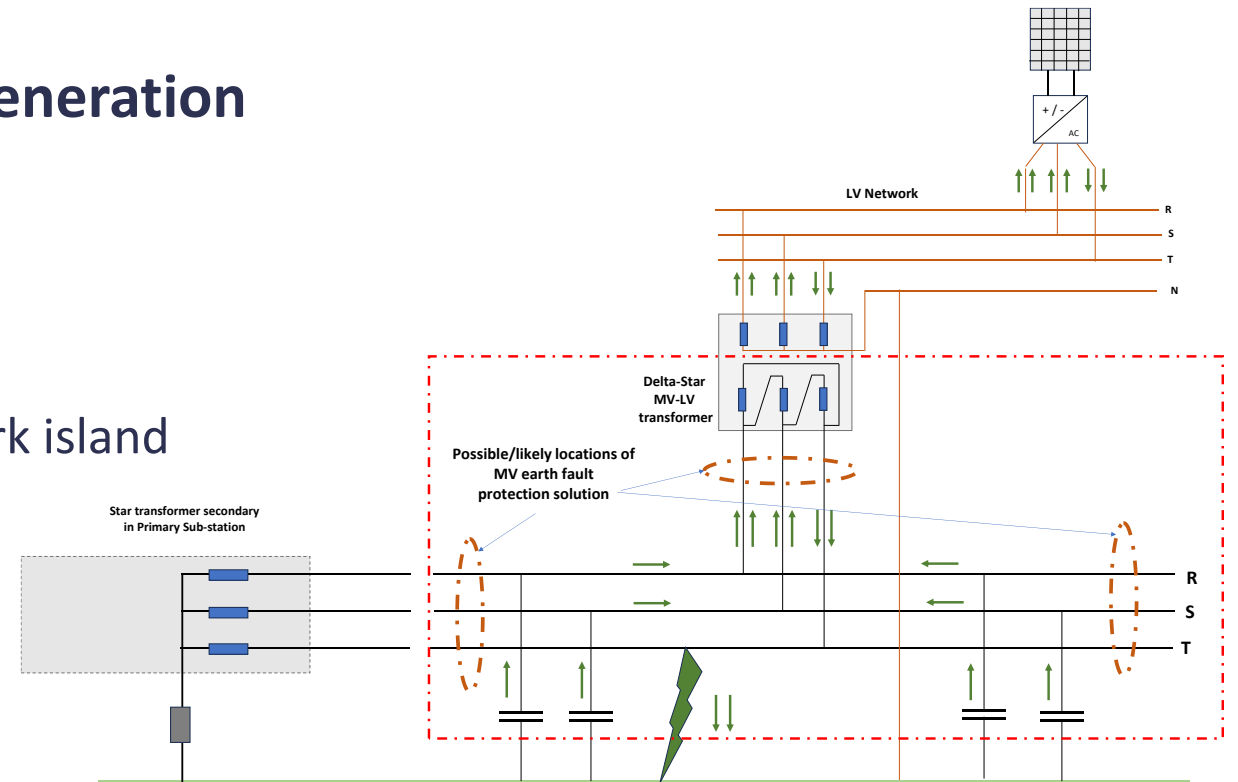 eneration
+ / -
AC
LV Network
R
S
T
N
Delta-Star
MV-LV
transformer
rk island
Possible/likely locations of
MV earth fault
protection solution
Star transformer secondary
in Primary Sub-station
R
S
T